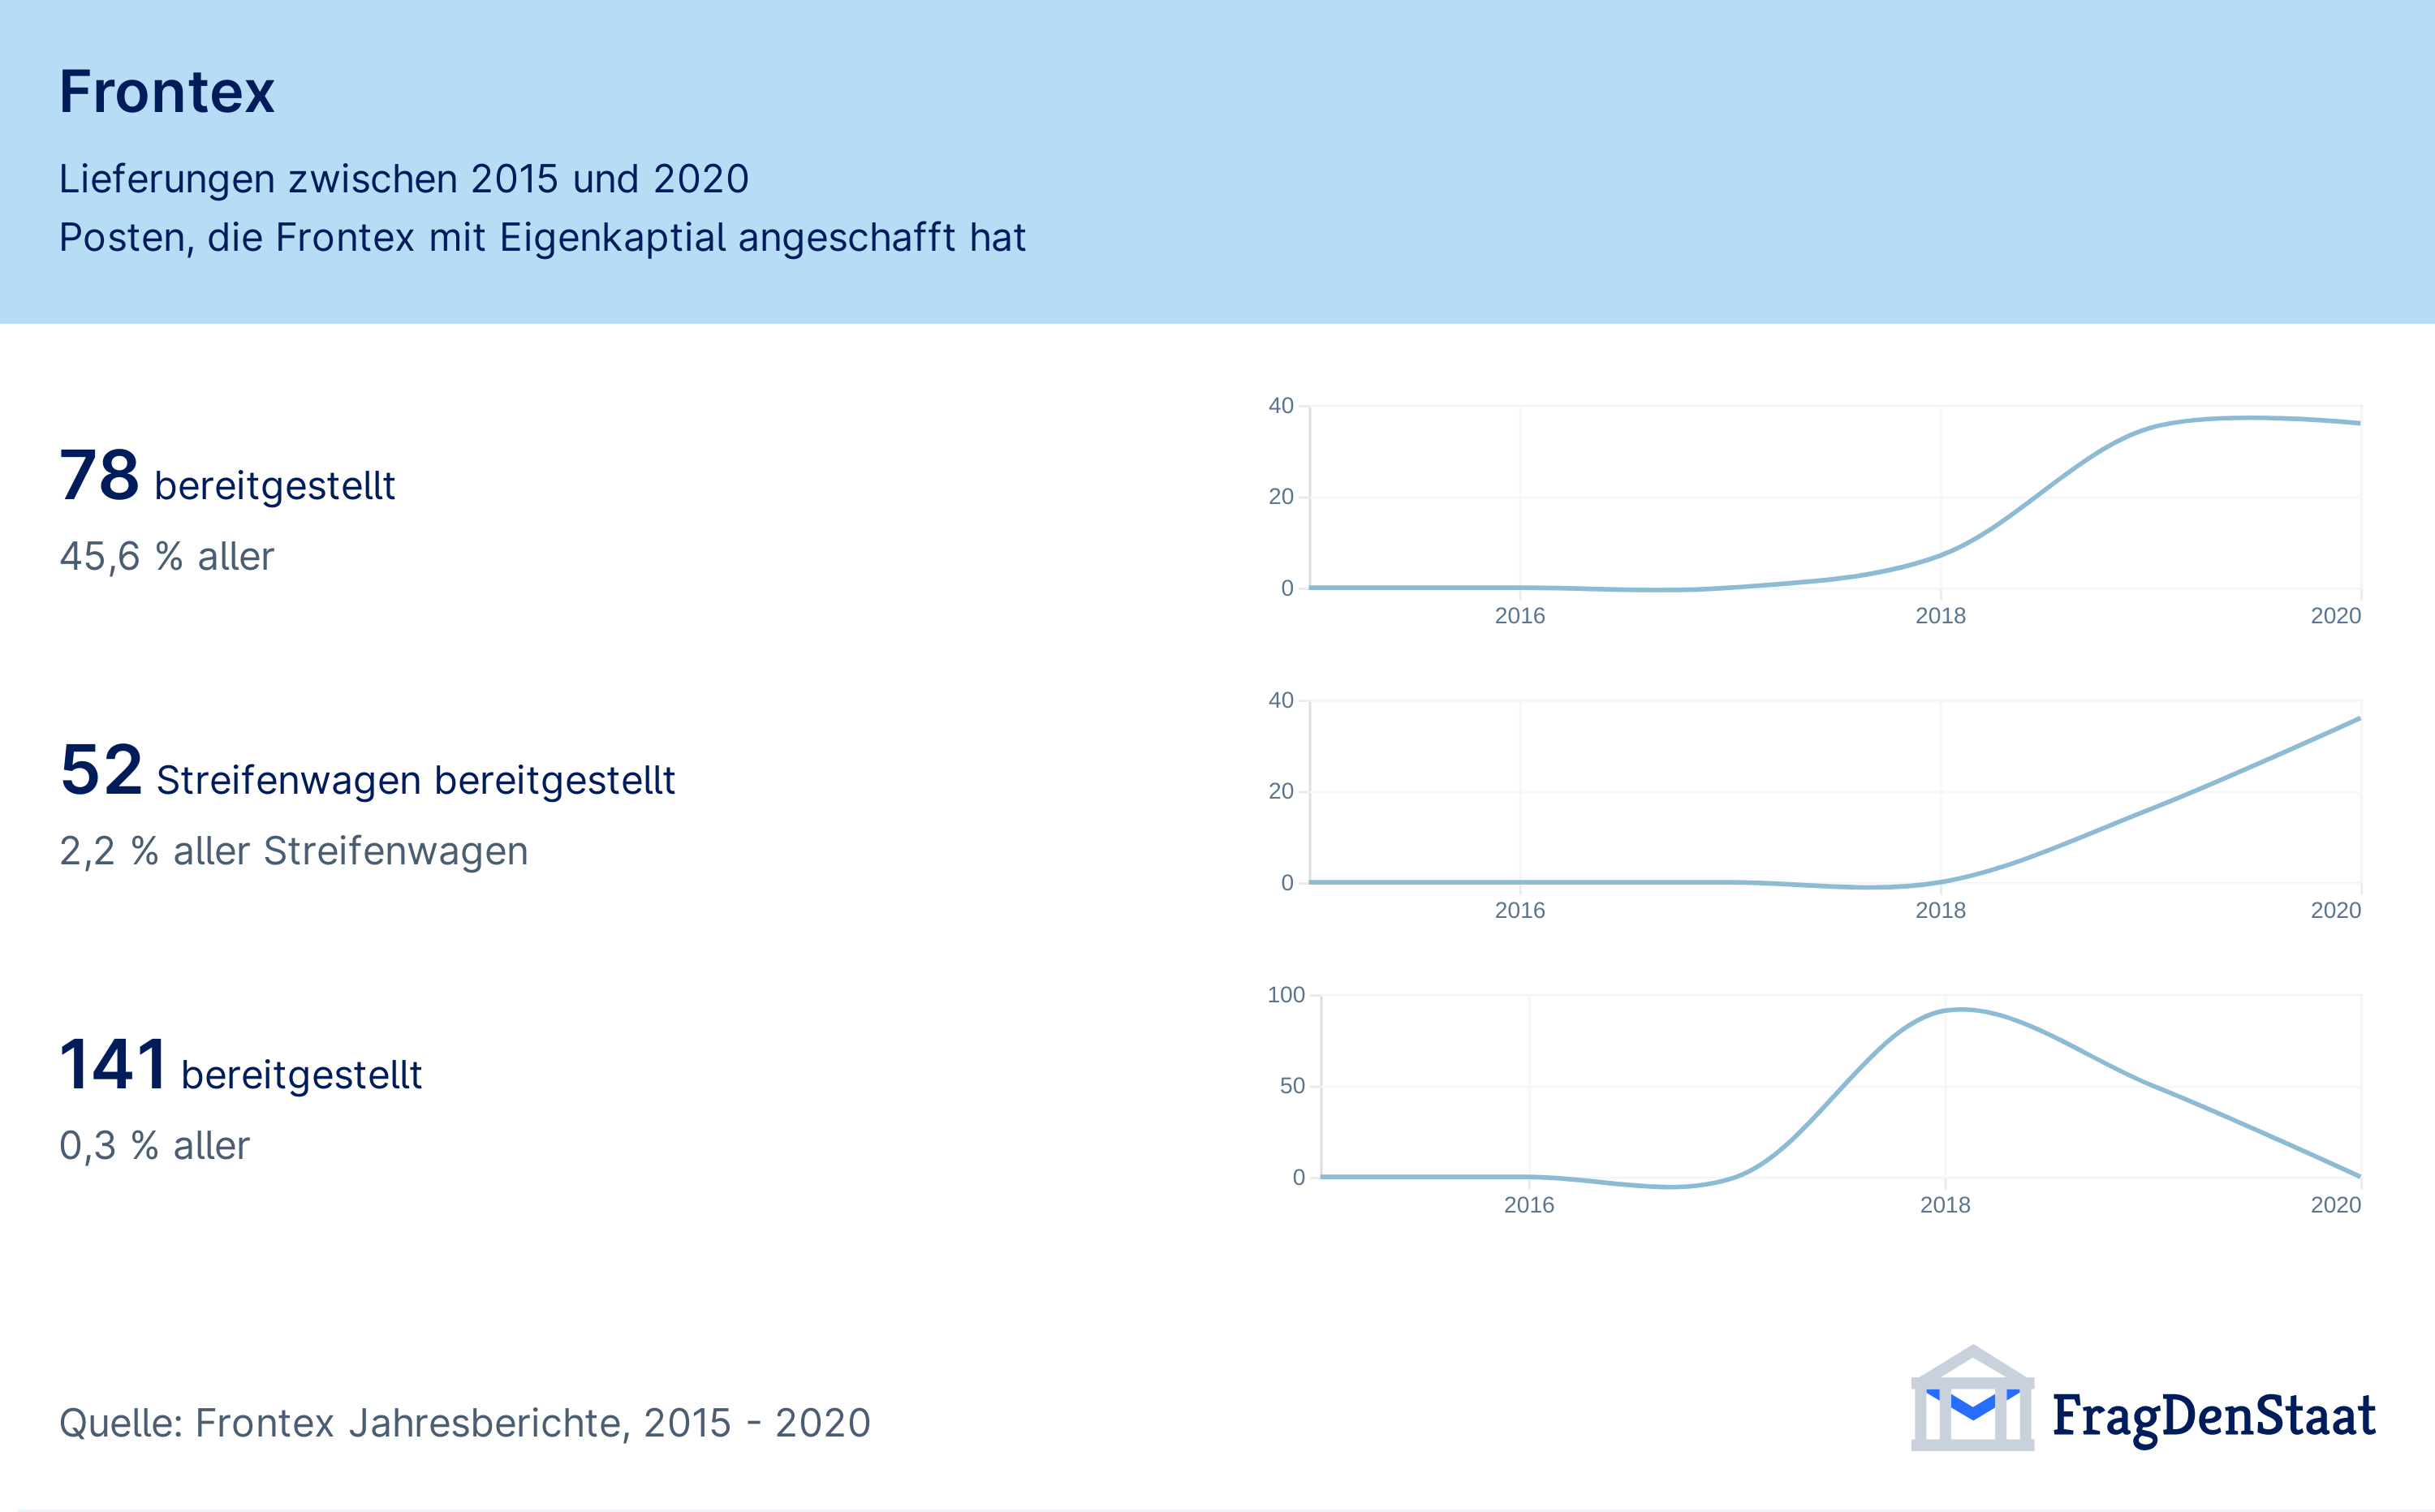 Frontex
Lieferungen zwischen 2015 und 2020
Posten, die Frontex mit Eigenkaptial angeschafft hat
78 bereitgestellt
45,6 % aller
40
20
0
2016 2018 2020
52 Streifenwagen bereitgestellt
2,2 % aller Streifenwagen
40
20
0
2016 2018 2020
141 bereitgestellt
0,3 % aller
100
50
0
2016 2018 2020
Quelle: Frontex Jahresberichte, 2015 - 2020
FragDenStaat